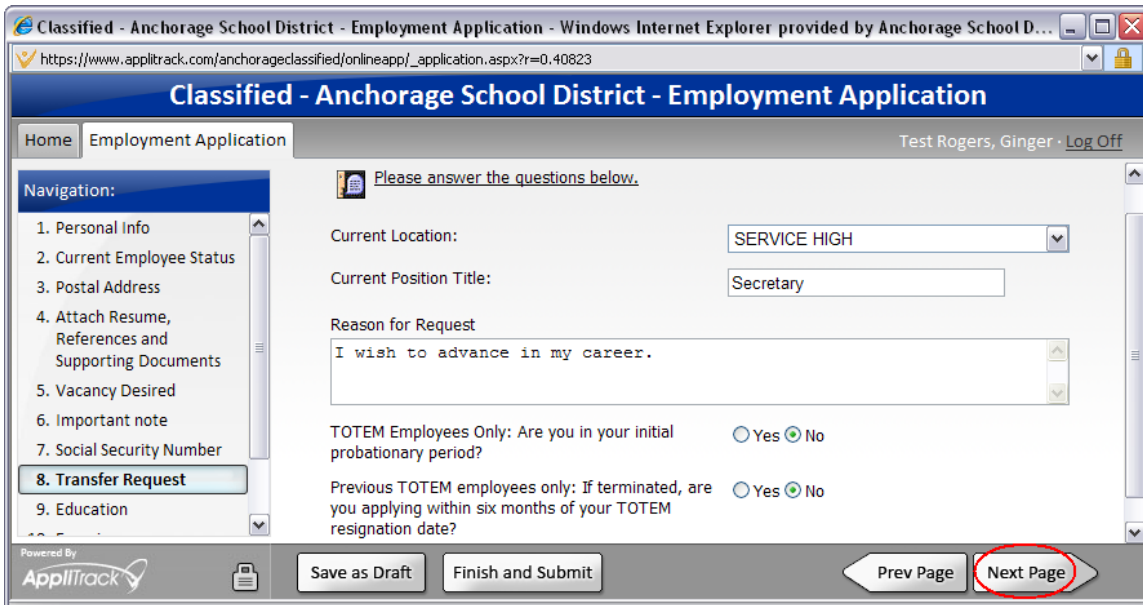 Classified - Anchorage School District - Employment Application - Windows Internet Explorer provided by Anchorage School D...
https://www.applitrack.com/anchorageclassified/onlineapp/_application.aspx?r=0.40823
Classified - Anchorage School District - Employment Application
Home Employment Application Test Rogers, Ginger · Log Off
Navigation:
1. Personal Info
2. Current Employee Status
3. Postal Address
4. Attach Resume,
References and
Supporting Documents
5. Vacancy Desired
6. Important note
7. Social Security Number
8. Transfer Request
9. Education
Please answer the questions below.
Current Location: SERVICE HIGH
Current Position Title: Secretary
Reason for Request
I wish to advance in my career.
TOTEM Employees Only: Are you in your initial Yes No
probationary period?
Previous TOTEM employees only: If terminated, are Yes No
you applying within six months of your TOTEM
resignation date?
Powered By
AppliTrack
Save as Draft Finish and Submit Prev Page Next Page